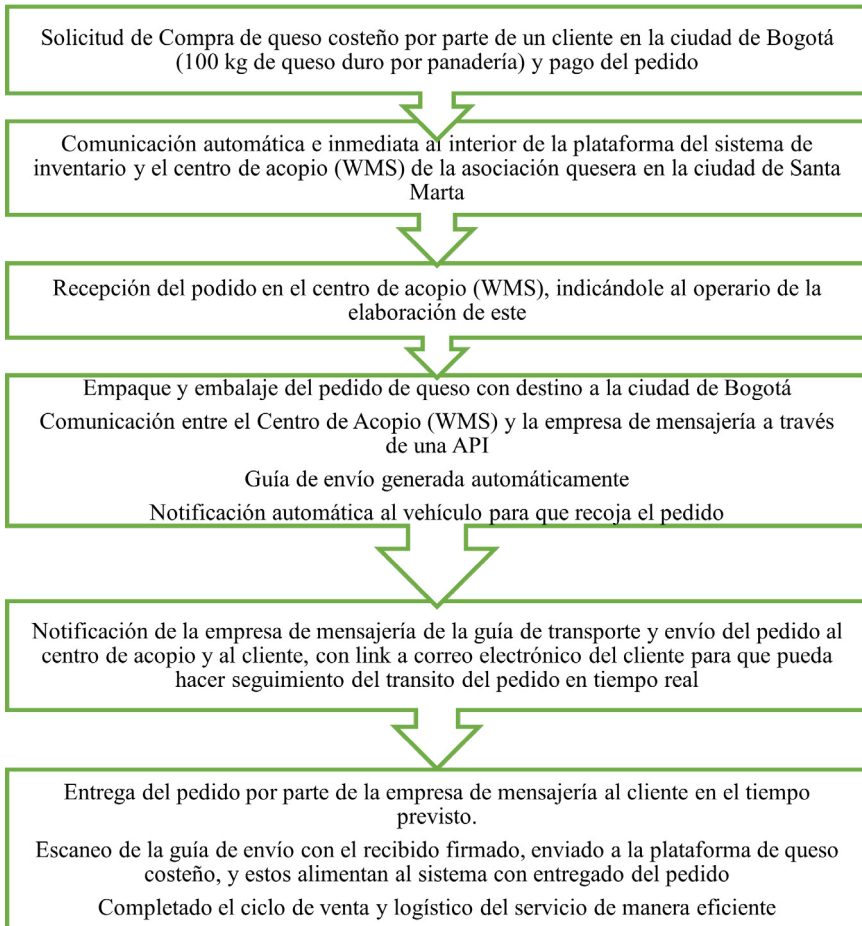 Solicitud de Compra de queso costeño por parte de un cliente en la ciudad de Bogotá
(100 kg de queso duro por panadería) y pago del pedido
Comunicación automática e inmediata al interior de la plataforma del sistema de
inventario y el centro de acopio (WMS) de la asociación quesera en la ciudad de Santa
Marta
Recepción del podido en el centro de acopio (WMS), indicándole al operario de la
elaboración de este
Empaque y embalaje del pedido de queso con destino a la ciudad de Bogotá
Comunicación entre el Centro de Acopio (WMS) y la empresa de mensajería a través
de una API
Guía de envío generada automáticamente
Notificación automática al vehículo para que recoja el pedido
Notificación de la empresa de mensajería de la guía de transporte y envío del pedido al
centro de acopio y al cliente, con link a correo electrónico del cliente para que pueda
hacer seguimiento del transito del pedido en tiempo real
Entrega del pedido por parte de la empresa de mensajería al cliente en el tiempo
previsto.
Escaneo de la guía de envío con el recibido firmado, enviado a la plataforma de queso
costeño, y estos alimentan al sistema con entregado del pedido
Completado el ciclo de venta y logístico del servicio de manera eficiente